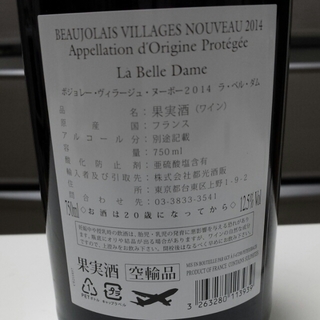 BEAUJOLAIS VILLAGES NOUVEAU 2014
Appellation d'Origine Protégée
La Belle Dame
ボジョレー・ヴィラージュ・ヌーボー2014 ラ・ベル・ダム
品名：果実酒（ワイン）
原産国：フランス
アルコール分：別途記載
容量：750ml
酸化防止剤：亜硫酸塩含有
輸入者及び引取先：株式会社都光酒販
住所：東京都台東区上野1-9-2
問合わせ先：03-3833-3541
750ml
◇お酒は20歳になってから◇
12.5% Vol
果実酒
空輸品
プラ
PRODUCT OF FRANCE
3 263280 11393